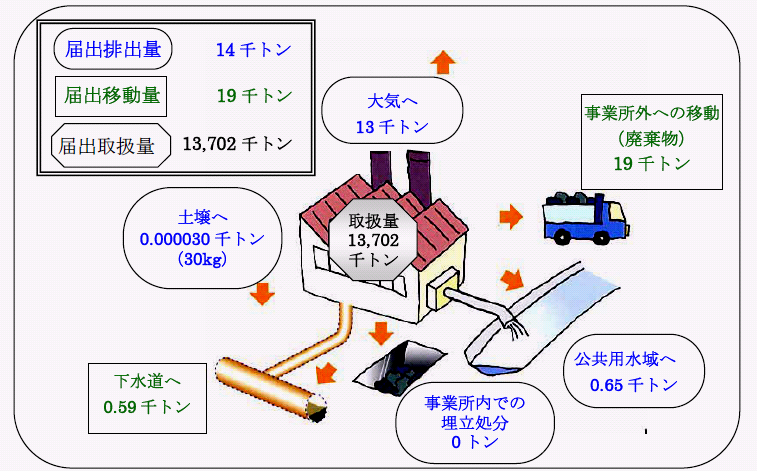 届出排出量 14 千トン
届出移動量 19 千トン
届出取扱量 13,702 千トン
大気へ
13 千トン
事業所外への移動
(廃棄物)
19 千トン
土壌へ
0.000030 千トン
(30kg)
取扱量
13,702
千トン
下水道へ
0.59 千トン
事業所内での
埋立処分
0 トン
公共用水域へ
0.65 千トン